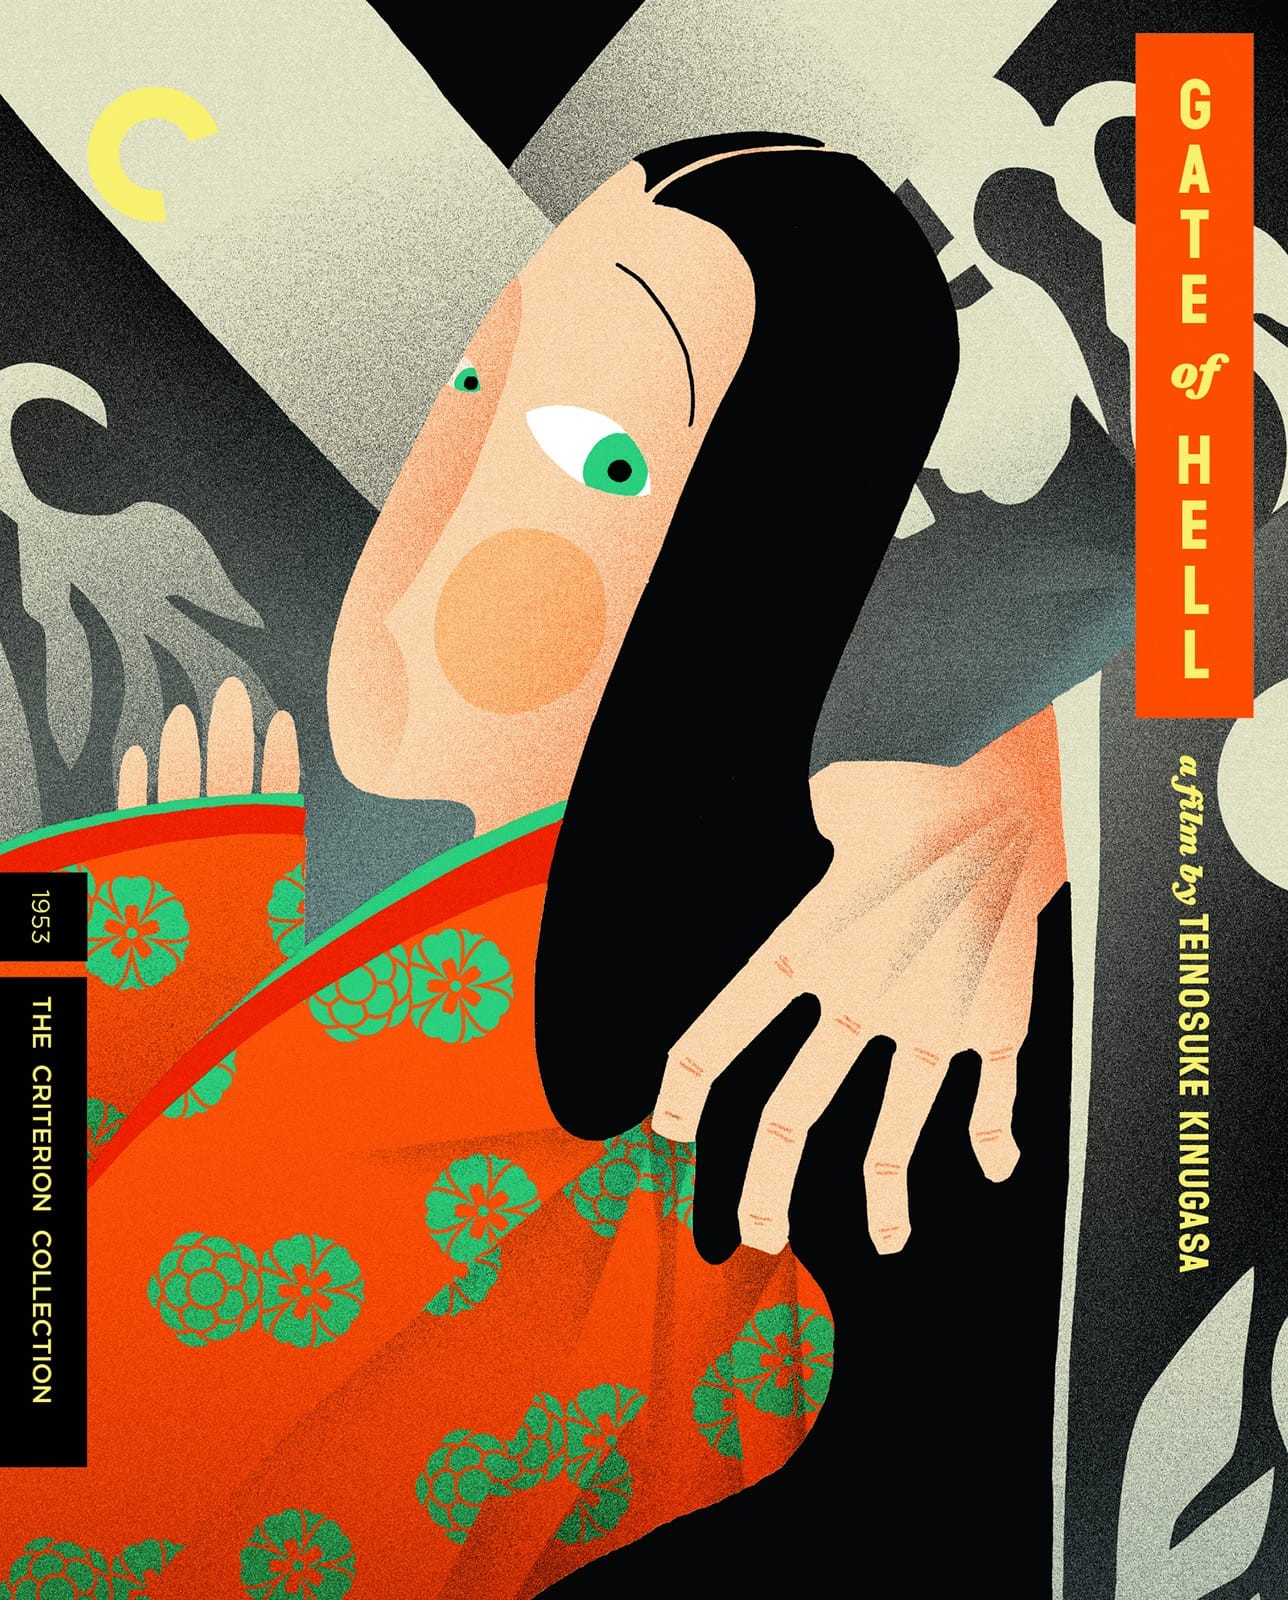 GATE of HELL
a film by TEINOSUKE KINUGASA
1953
THE CRITERION COLLECTION